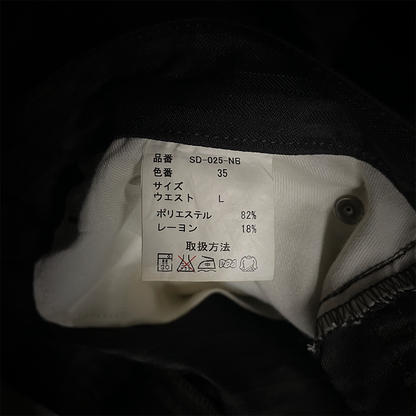 品番 SD-025-NB
色番 35
サイズ
ウエスト L
ポリエステル 82%
レーヨン 18%
取扱方法